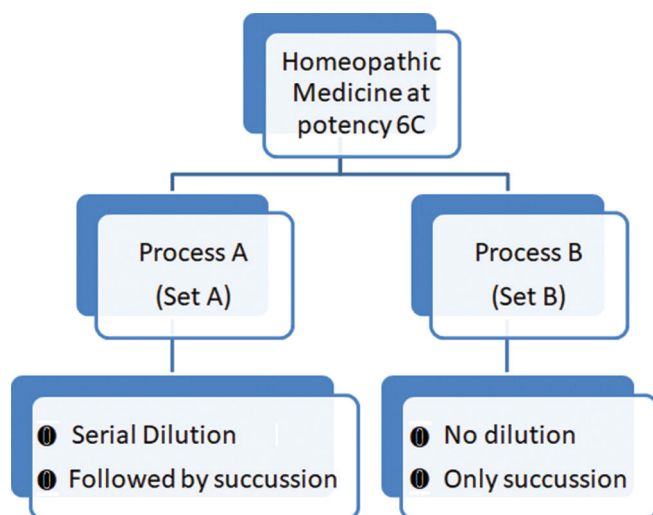 Homeopathic
Medicine at
potency 6C
Process A
(Set A)
Process B
(Set B)
Serial Dilution
Followed by succussion
No dilution
Only succussion